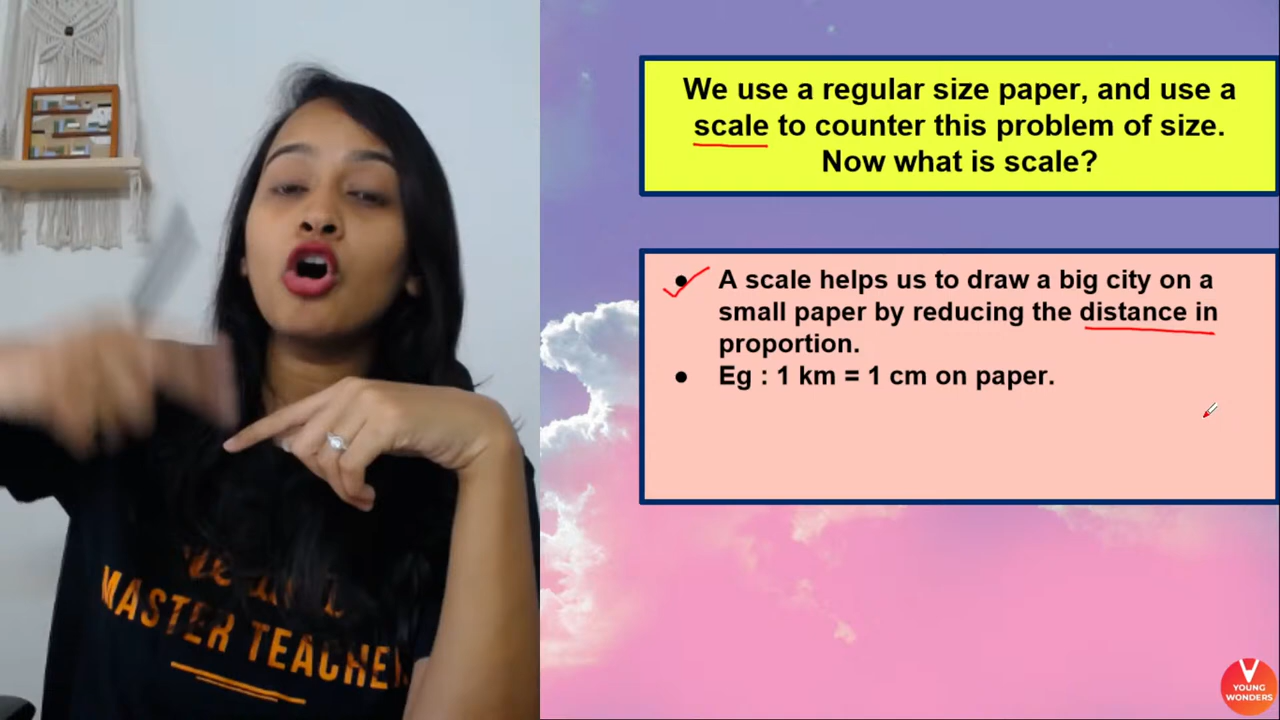 We use a regular size paper, and use a
scale to counter this problem of size.
Now what is scale?
● A scale helps us to draw a big city on a
small paper by reducing the distance in
proportion.
● Eg : 1 km = 1 cm on paper.
MASTER TEACHER
YOUNG
WONDERS